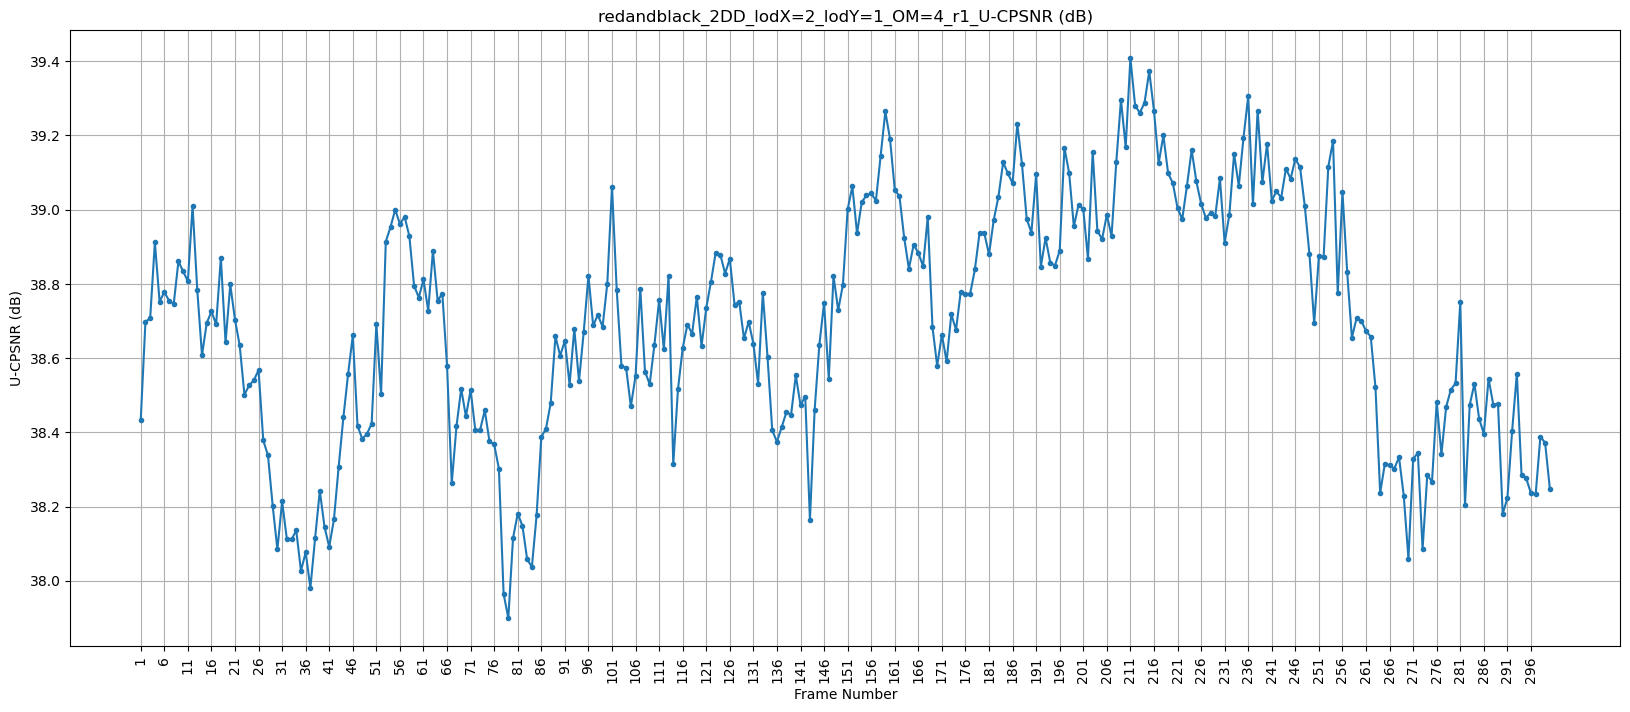 redandblack_2DD_lodX=2_lodY=1_OM=4_r1_U-CPSNR (dB)
U-CPSNR (dB)
39.4
39.2
39.0
38.8
38.6
38.4
38.2
38.0
1 6 11 16 21 26 31 36 41 46 51 56 61 66 71 76 81 86 91 96 101 106 111 116 121 126 131 136 141 146 151 156 161 166 171 176 181 186 191 196 201 206 211 216 221 226 231 236 241 246 251 256 261 266 271 276 281 286 291 296
Frame Number